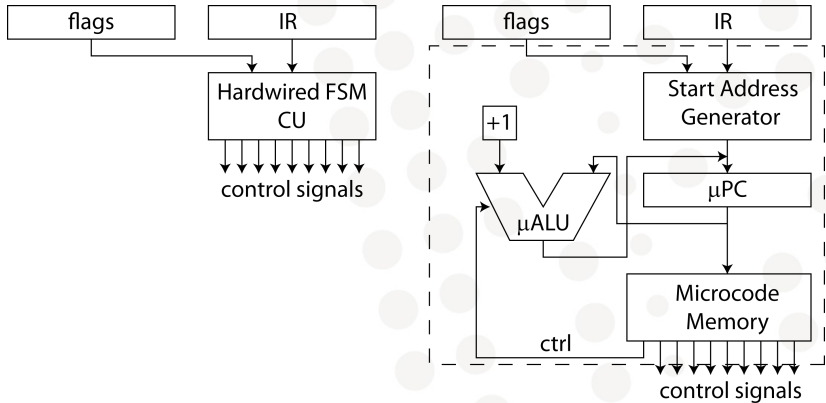 flags
IR
Hardwired FSM
CU
control signals
flags
IR
Start Address
Generator
+1
μPC
μALU
Microcode
Memory
ctrl
control signals